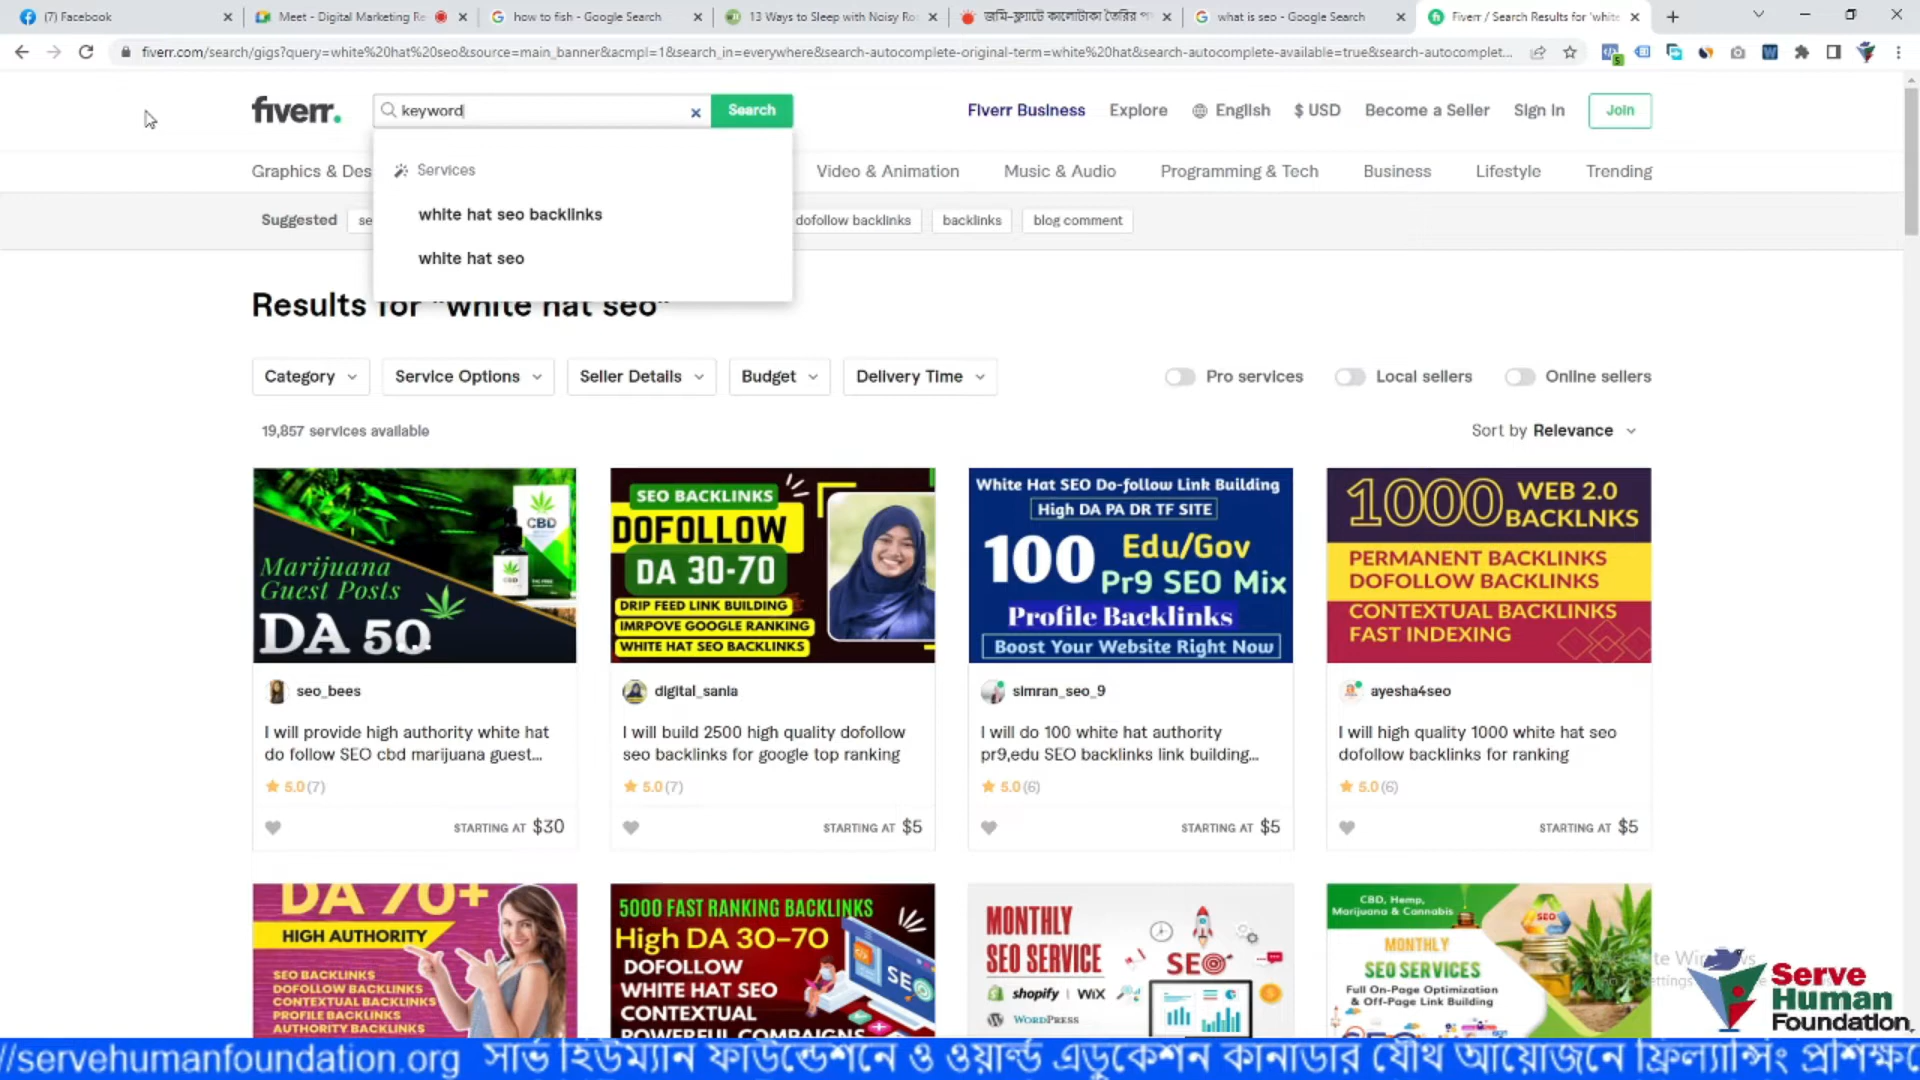 (7) Facebook
Meet - Digital Marketing Re
how to fish - Google Search
13 Ways to Sleep with Noisy Ro
জমি-ফ্ল্যাটে কালোটাকা তৈরির প
what is seo - Google Search
Fiverr / Search Results for 'white
fiverr.com/search/gigs?query=white%20hat%20seo&source=main_banner&acmpl=1&search_in=everywhere&search-autocomplete-original-term=white%20hat&search-autocomplete-available=true&search-autocomplet...
fiverr.
keyword
Search
Fiverr Business
Explore
English
$ USD
Become a Seller
Sign In
Join
Graphics & Des
Video & Animation
Music & Audio
Programming & Tech
Business
Lifestyle
Trending
Services
white hat seo backlinks
white hat seo
Suggested
se
dofollow backlinks
backlinks
blog comment
Results for "white hat seo"
Category
Service Options
Seller Details
Budget
Delivery Time
Pro services
Local sellers
Online sellers
19,857 services available
Sort by Relevance
CBD
Marijuana
Guest Posts
DA 50
SEO BACKLINKS
DOFOLLOW
DA 30-70
DRIP FEED LINK BUILDING
IMRPOVE GOOGLE RANKING
WHITE HAT SEO BACKLINKS
White Hat SEO Do-follow Link Building
High DA PA DR TF SITE
100 Edu/Gov
Pr9 SEO Mix
Profile Backlinks
Boost Your Website Right Now
1000 WEB 2.0
BACKLNKS
PERMANENT BACKLINKS
DOFOLLOW BACKLINKS
CONTEXTUAL BACKLINKS
FAST INDEXING
seo_bees
I will provide high authority white hat
do follow SEO cbd marijuana guest...
5.0 (7)
STARTING AT $30
digital_sania
I will build 2500 high quality dofollow
seo backlinks for google top ranking
5.0 (7)
STARTING AT $5
simran_seo_9
I will do 100 white hat authority
pr9,edu SEO backlinks link building...
5.0 (6)
STARTING AT $5
ayesha4seo
I will high quality 1000 white hat seo
dofollow backlinks for ranking
5.0 (6)
STARTING AT $5
DA 70+
HIGH AUTHORITY
SEO BACKLINKS
DOFOLLOW BACKLINKS
CONTEXTUAL BACKLINKS
PROFILE BACKLINKS
AUTHORITY BACKLINKS
5000 FAST RANKING BACKLINKS
High DA 30-70
DOFOLLOW
WHITE HAT SEO
CONTEXTUAL
POWERFUL CAMPAIGNS
SEO
MONTHLY
SEO SERVICE
SEO
shopify | WiX
WORDPRESS
CBD, Hemp,
Marijuana & Cannabis
SEO
MONTHLY
SEO SERVICES
Full On-Page Optimization
& Off-Page Link Building
Serve
Human
Foundation
//servehumanfoundation.org সার্ভ হিউম্যান ফাউন্ডেশনে ও ওয়ার্ল্ড এডুকেশন কানাডার যৌথ আয়োজনে ফ্রিল্যান্সিং প্রশিক্ষ